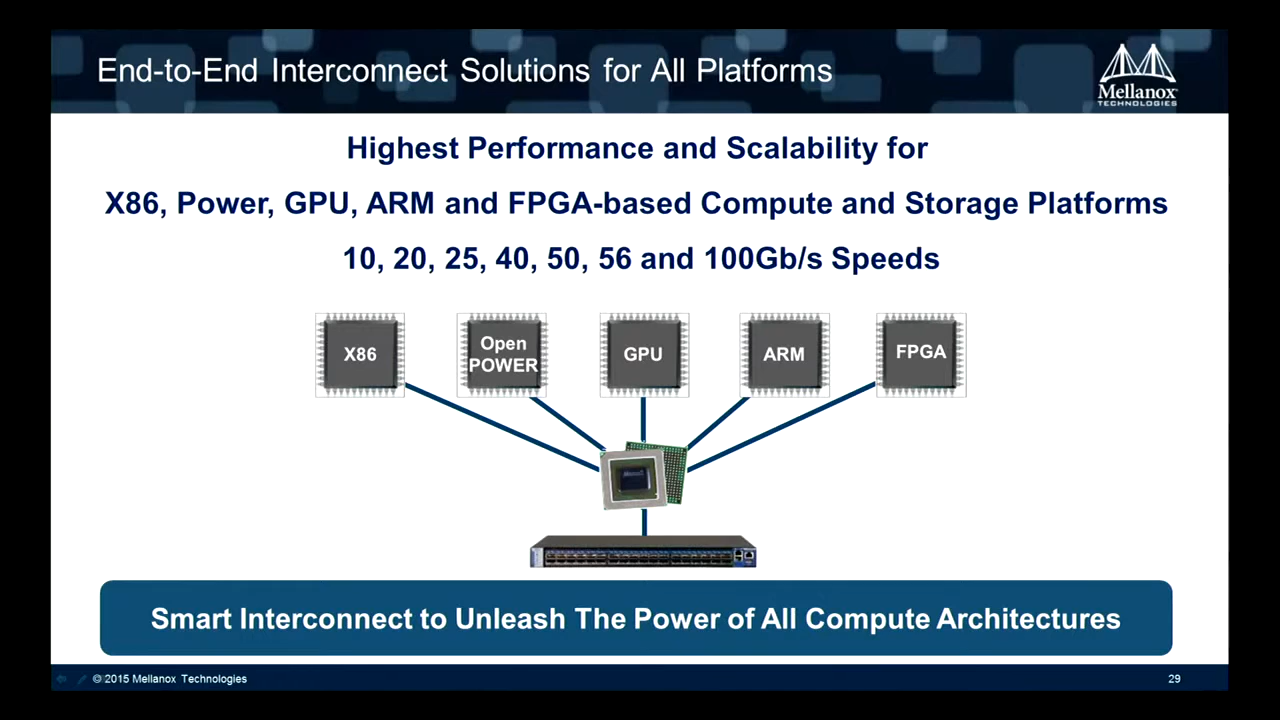 End-to-End Interconnect Solutions for All Platforms
Mellanox
TECHNOLOGIES
Highest Performance and Scalability for
X86, Power, GPU, ARM and FPGA-based Compute and Storage Platforms
10, 20, 25, 40, 50, 56 and 100Gb/s Speeds
X86
Open
POWER
GPU
ARM
FPGA
Smart Interconnect to Unleash The Power of All Compute Architectures
© 2015 Mellanox Technologies
29